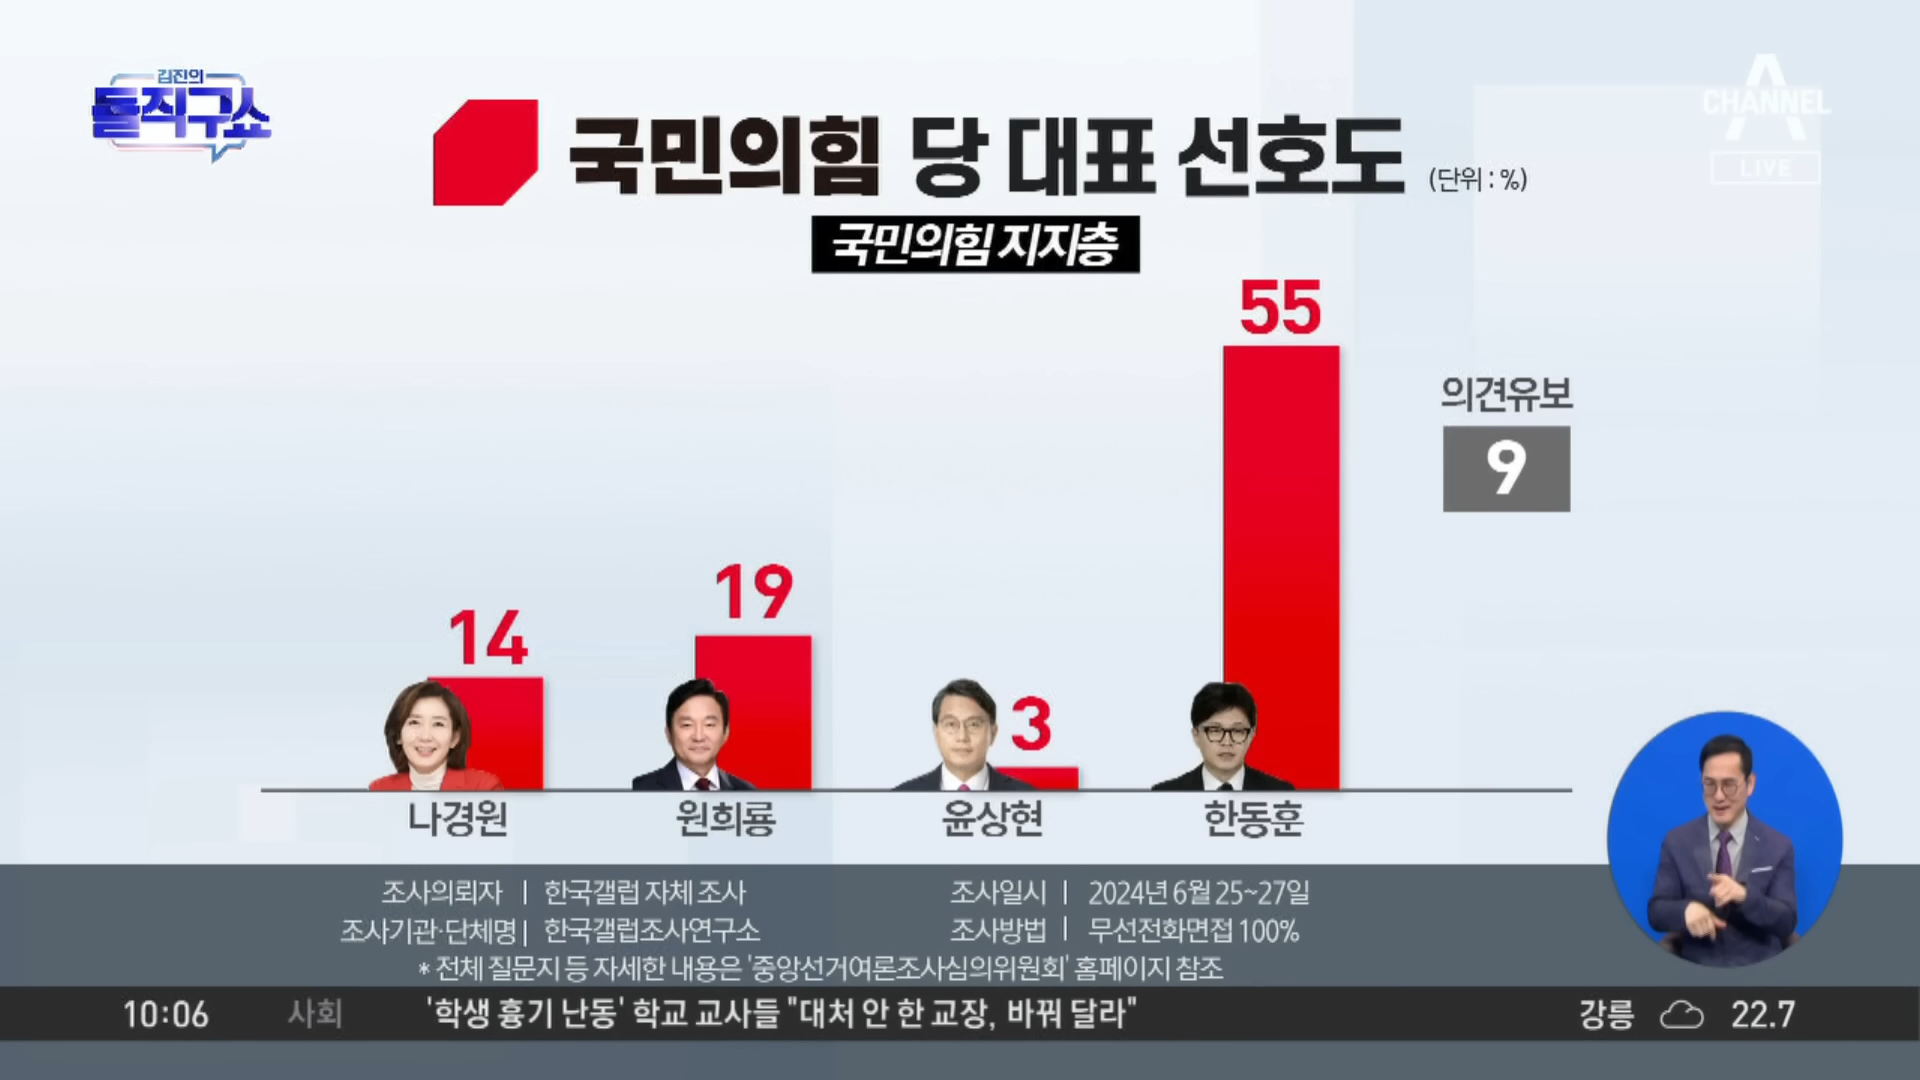 김진의
돌직구쇼
CHANNEL A
LIVE
국민의힘 당 대표 선호도 (단위 : %)
국민의힘 지지층
55
의견유보
9
19
14
3
나경원 원희룡 윤상현 한동훈
조사의뢰자 | 한국갤럽 자체 조사 조사일시 | 2024년 6월 25~27일
조사기관·단체명 | 한국갤럽조사연구소 조사방법 | 무선전화면접 100%
* 전체 질문지 등 자세한 내용은 '중앙선거여론조사심의위원회' 홈페이지 참조
10:06 사회 '학생 흉기 난동' 학교 교사들 "대처 안 한 교장, 바꿔 달라" 강릉 22.7